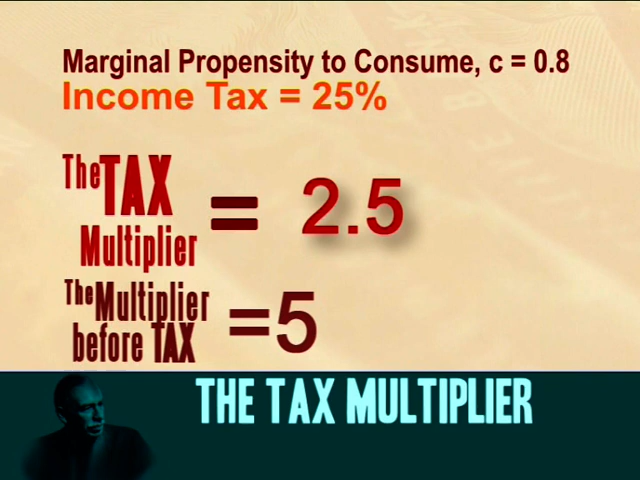 Marginal Propensity to Consume, c = 0.8
Income Tax = 25%
The TAX
Multiplier
= 2.5
The Multiplier
before TAX
=5
THE TAX MULTIPLIER